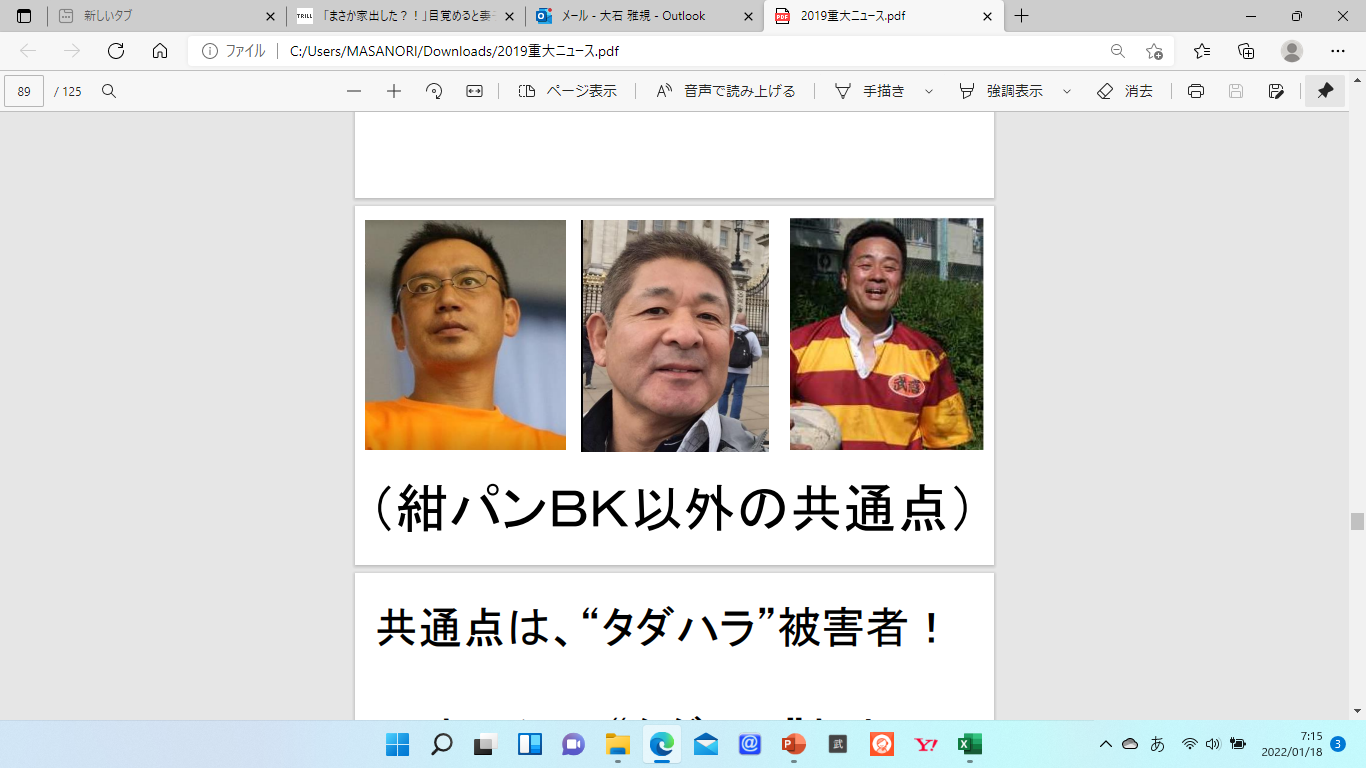 新しいタブ
「まさか家出した？！」目覚めると妻
メール - 大石 雅規 - Outlook
2019重大ニュース.pdf
ファイル
C:/Users/MASANORI/Downloads/2019重大ニュース.pdf
89
/ 125
ページ表示
音声で読み上げる
手描き
強調表示
消去
武
（紺パンＢＫ以外の共通点）
共通点は、“タダハラ”被害者！
あ
7:15
2022/01/18
3